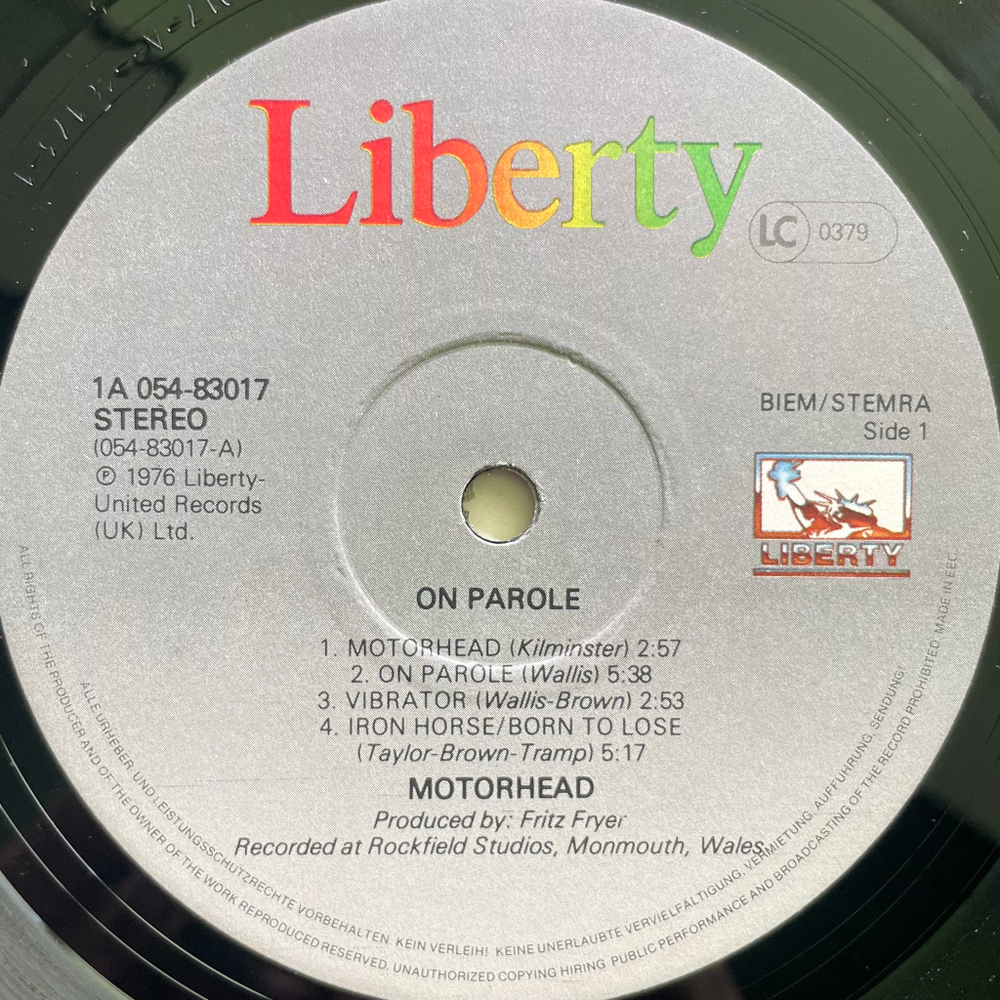 Liberty
LC 0379
1A 054-83017
STEREO
(054-83017-A)
℗ 1976 Liberty-
United Records
(UK) Ltd.
BIEM/STEMRA
Side 1
LIBERTY
ON PAROLE
1. MOTORHEAD (Kilminster) 2:57
2. ON PAROLE (Wallis) 5:38
3. VIBRATOR (Wallis-Brown) 2:53
4. IRON HORSE/BORN TO LOSE
(Taylor-Brown-Tramp) 5:17
MOTORHEAD
Produced by: Fritz Fryer
Recorded at Rockfield Studios, Monmouth, Wales.
ALLE URHEBER. UND LEISTUNGSSCHUTZRECHTE VORBEHALTEN. KEIN VERLEIH! KEINE UNERLAUBTE VERVIELFALTIGUNG, VERMIETUNG, AUFFUHRUNG, SENDUNG!
ALL RIGHTS OF THE PRODUCER AND OF THE OWNER OF THE WORK REPRODUCED RESERVED. UNAUTHORIZED COPYING HIRING PUBLIC PERFORMANCE AND BROADCASTING OF THE RECORD PROHIBITED. MADE IN EEC.